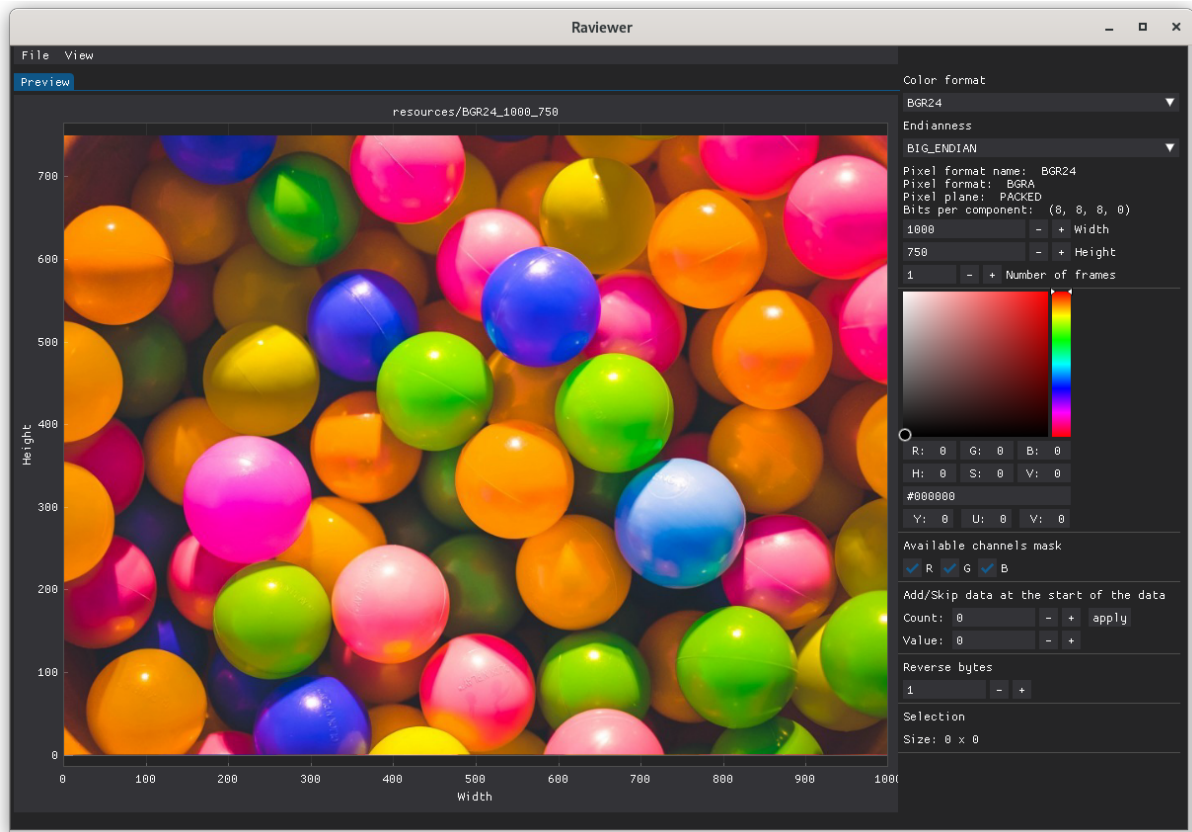 Raviewer
File View
Preview
resources/BGR24_1000_750
700
600
500
400
300
200
100
0
Height
0 100 200 300 400 500 600 700 800 900 1000
Width
Color format
BGR24
Endianness
BIG_ENDIAN
Pixel format name: BGR24
Pixel format: BGRA
Pixel plane: PACKED
Bits per component: (8, 8, 8, 0)
1000 - + Width
750 - + Height
1 - + Number of frames
R: 0 G: 0 B: 0
H: 0 S: 0 V: 0
#000000
Y: 0 U: 0 V: 0
Available channels mask
R G B
Add/Skip data at the start of the data
Count: 0 - + apply
Value: 0 - +
Reverse bytes
1 - +
Selection
Size: 0 x 0